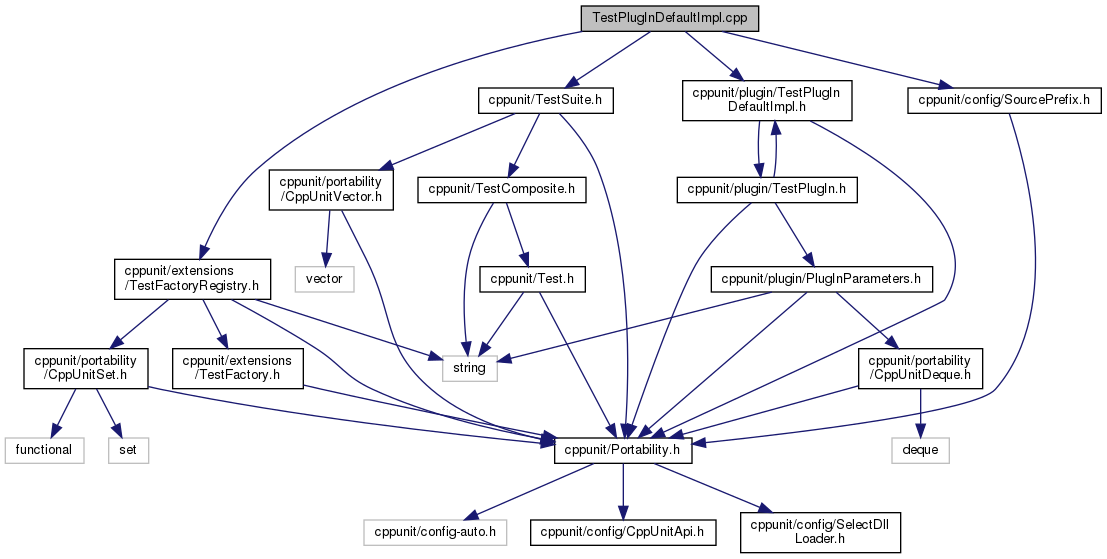 TestPlugInDefaultImpl.cpp
cppunit/TestSuite.h
cppunit/plugin/TestPlugIn
DefaultImpl.h
cppunit/config/SourcePrefix.h
cppunit/portability
/CppUnitVector.h
cppunit/TestComposite.h
cppunit/plugin/TestPlugIn.h
cppunit/extensions
/TestFactoryRegistry.h
vector
cppunit/Test.h
cppunit/plugin/PlugInParameters.h
cppunit/portability
/CppUnitSet.h
cppunit/extensions
/TestFactory.h
string
cppunit/portability
/CppUnitDeque.h
functional
set
cppunit/Portability.h
deque
cppunit/config-auto.h
cppunit/config/CppUnitApi.h
cppunit/config/SelectDll
Loader.h